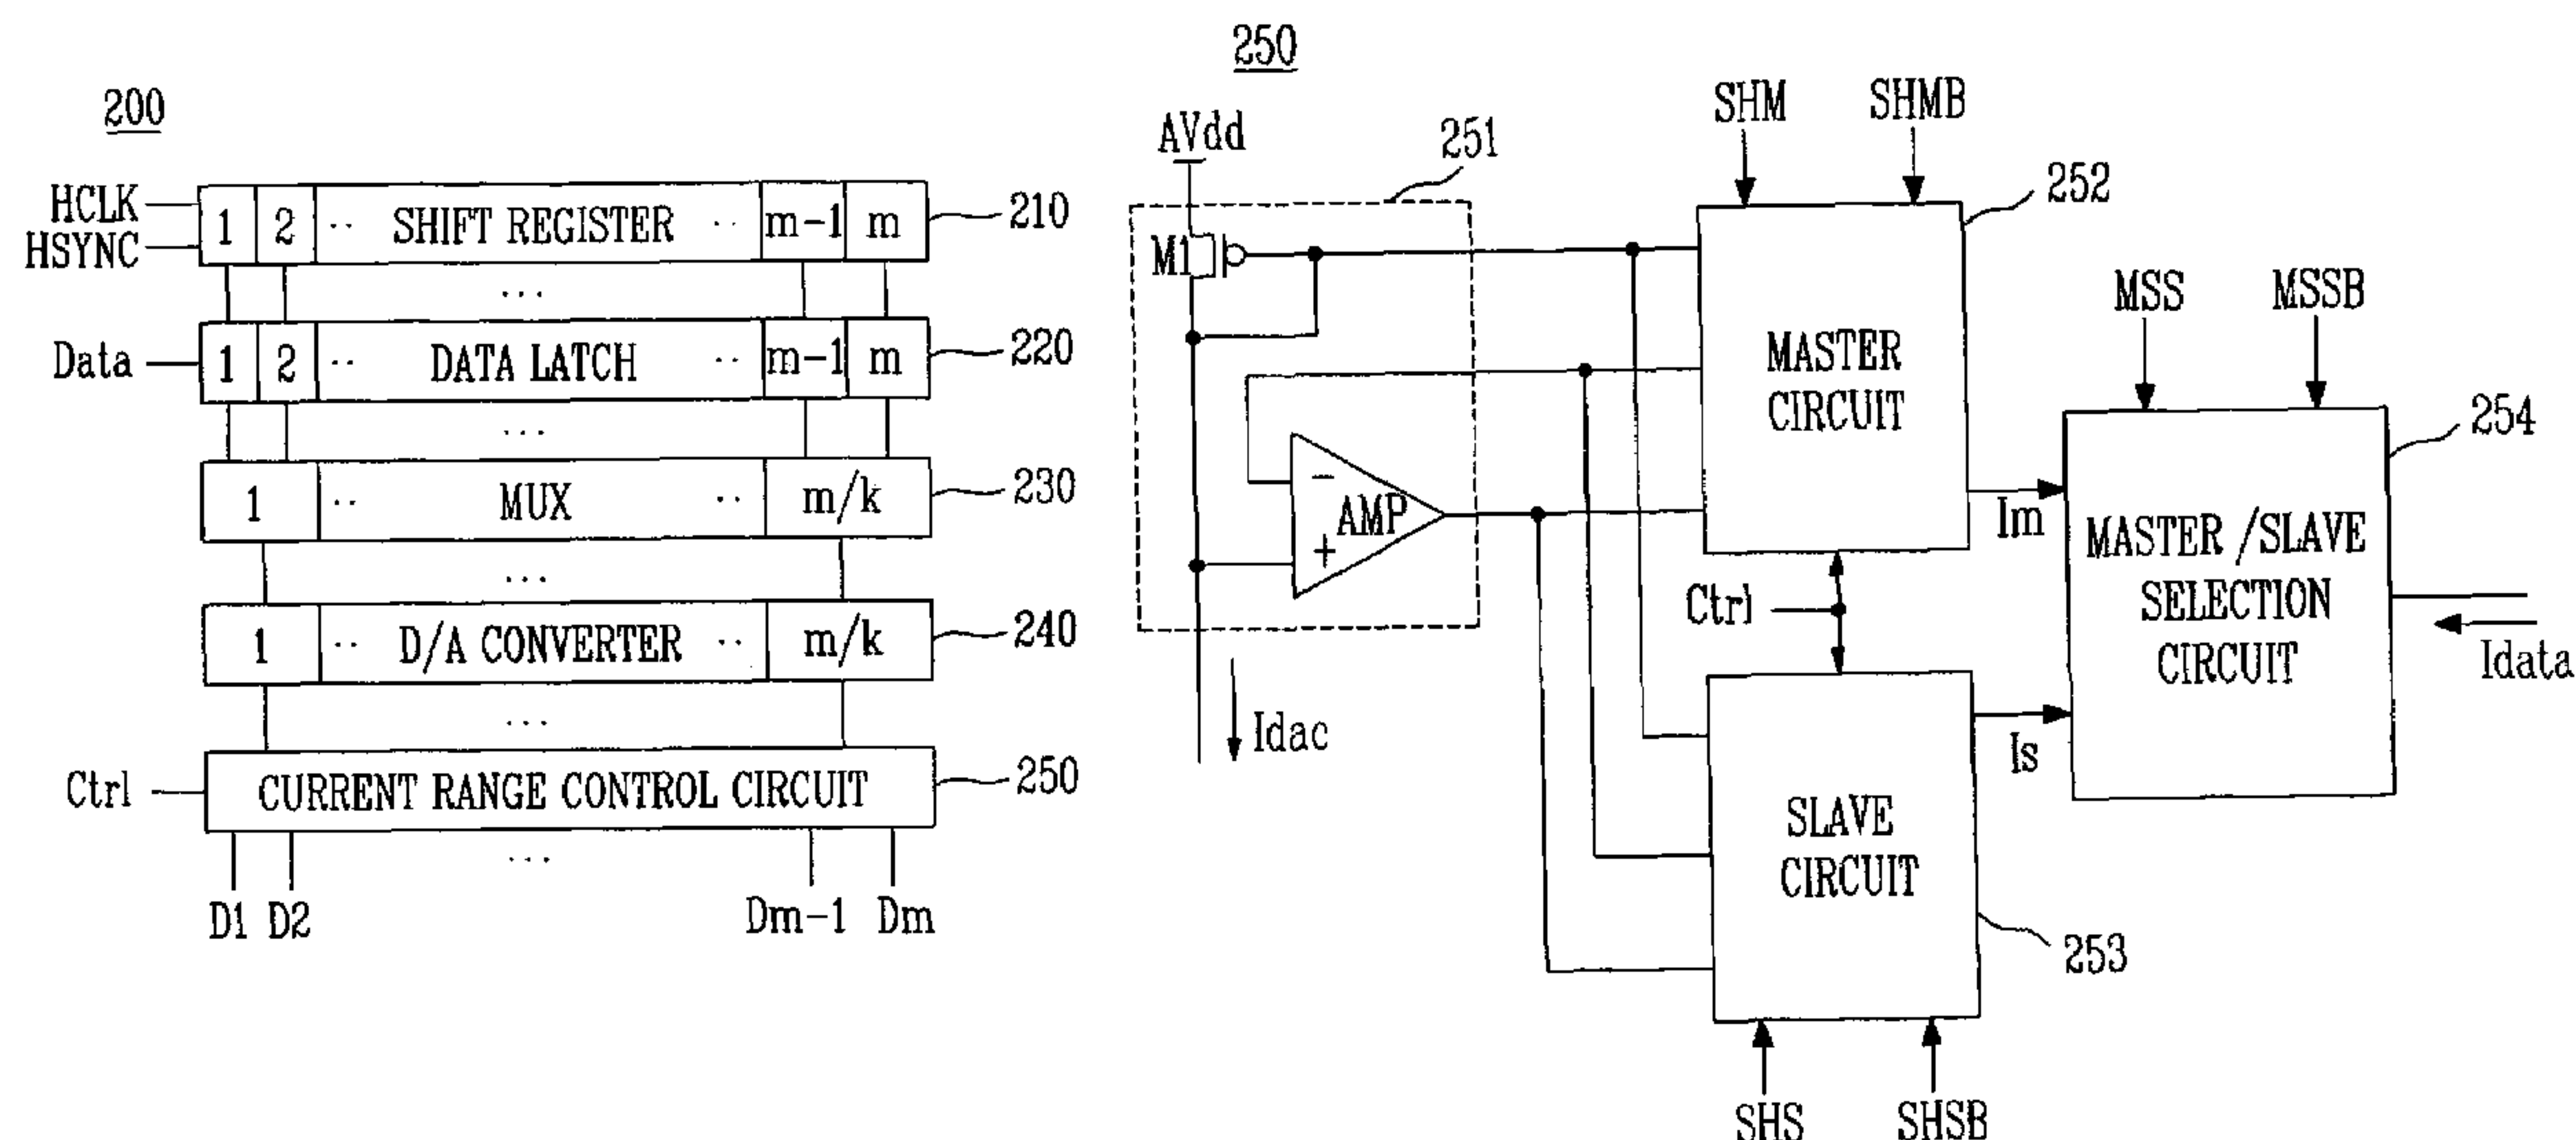 200
HCLK
HSYNC
1 2 ·· SHIFT REGISTER ·· m-1 m
210
...
Data
1 2 ·· DATA LATCH ·· m-1 m
220
...
1 ·· MUX ·· m/k
230
...
1 ·· D/A CONVERTER ·· m/k
240
...
Ctrl
CURRENT RANGE CONTROL CIRCUIT
250
...
D1 D2 Dm-1 Dm
250
AVdd
251
M1
−
AMP
+
Idac
SHM SHMB
252
MASTER
CIRCUIT
Im
Ctrl
SLAVE
CIRCUIT
Is
253
SHS SHSB
MSS MSSB
254
MASTER /SLAVE
SELECTION
CIRCUIT
Idata